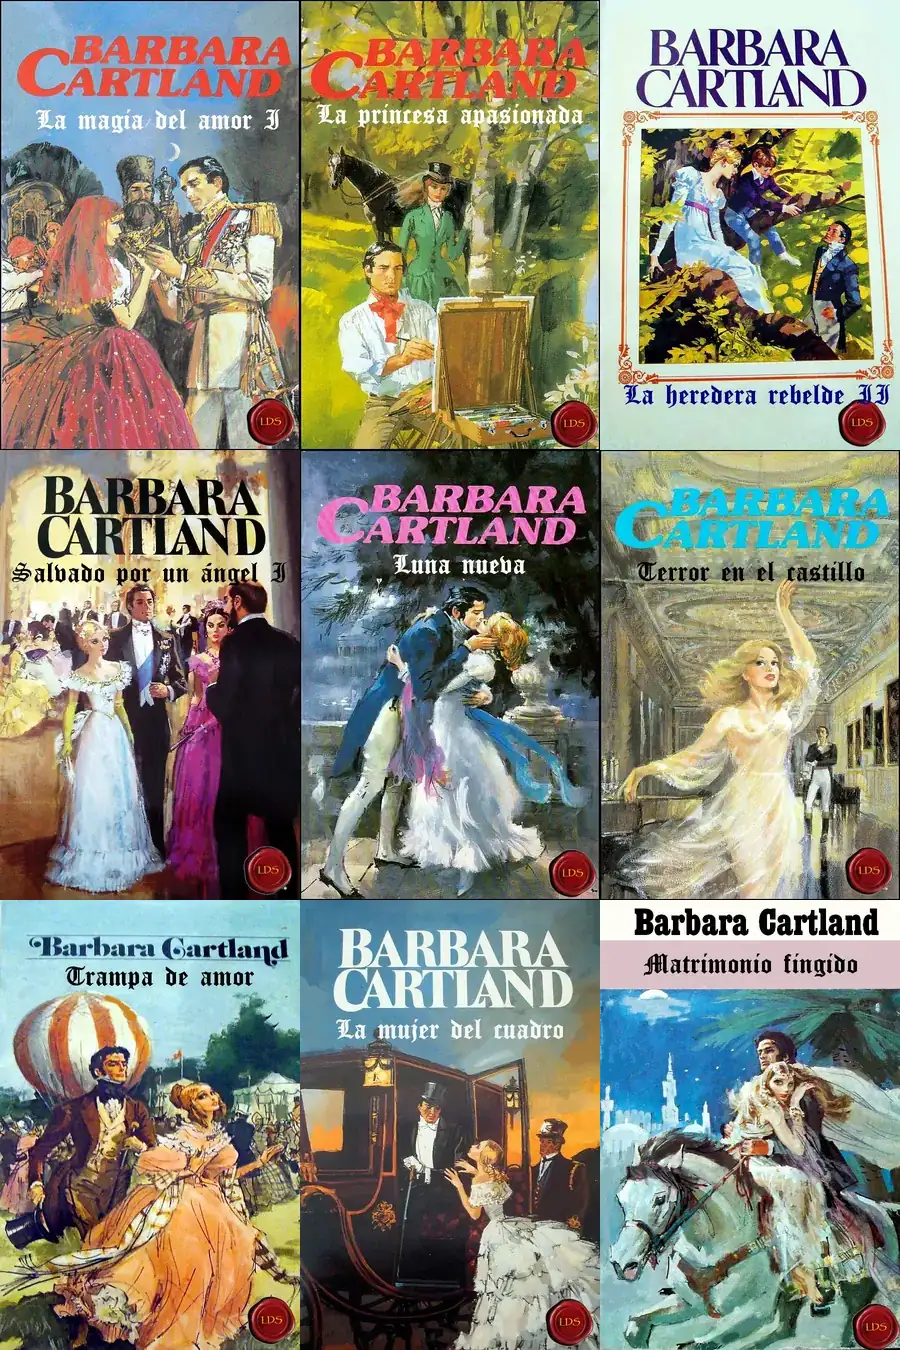 BARBARA
CARTLAND
La magia del amor I
LDS
BARBARA
CARTLAND
La princesa apasionada
LDS
BARBARA
CARTLAND
La heredera rebelde II
LDS
BARBARA
CARTLAND
Salvado por un ángel I
LDS
BARBARA
CARTLAND
Luna nueva
LDS
BARBARA
CARTLAND
Terror en el castillo
LDS
Barbara Cartland
Trampa de amor
LDS
BARBARA
CARTLAND
La mujer del cuadro
LDS
Barbara Cartland
Matrimonio fingido
LDS